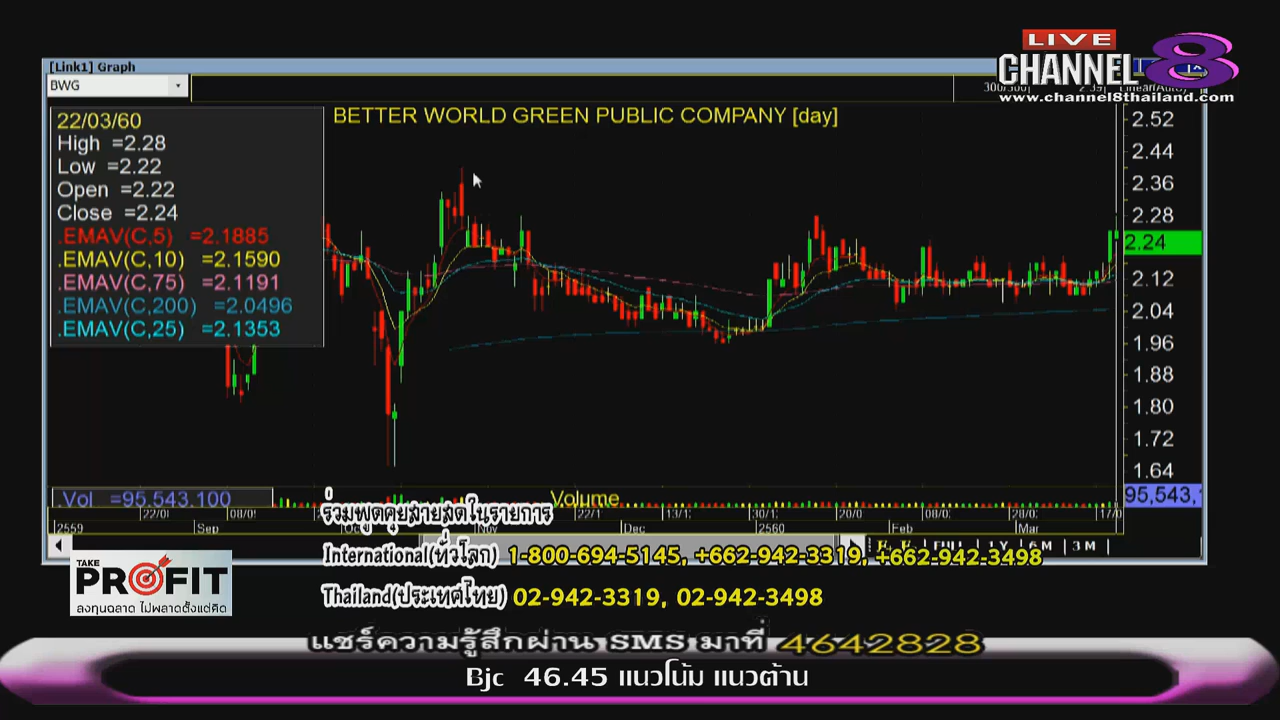 LIVE
CHANNEL 8
www.channel8thailand.com
[Link1] Graph
BWG
BETTER WORLD GREEN PUBLIC COMPANY [day]
22/03/60
High =2.28
Low =2.22
Open =2.22
Close =2.24
.EMAV(C,5) =2.1885
.EMAV(C,10) =2.1590
.EMAV(C,75) =2.1191
.EMAV(C,200) =2.0496
.EMAV(C,25) =2.1353
2.52
2.44
2.36
2.28
2.24
2.12
2.04
1.96
1.88
1.80
1.72
1.64
.Vol =95,543,100
Volume
95,543,
2559 Sep Nov Dec 2560 Feb Mar
ร่วมพูดคุยสายสดในรายการ
International(ทั่วโลก) 1-800-694-5145, +662-942-3319, +662-942-3498
Thailand(ประเทศไทย) 02-942-3319, 02-942-3498
TAKE
PROFIT
ลงทุนฉลาด ไม่พลาดตั้งแต่คิด
แชร์ความรู้สึกผ่าน SMS มาที่ 4642828
Bjc 46.45 แนวโน้ม แนวต้าน